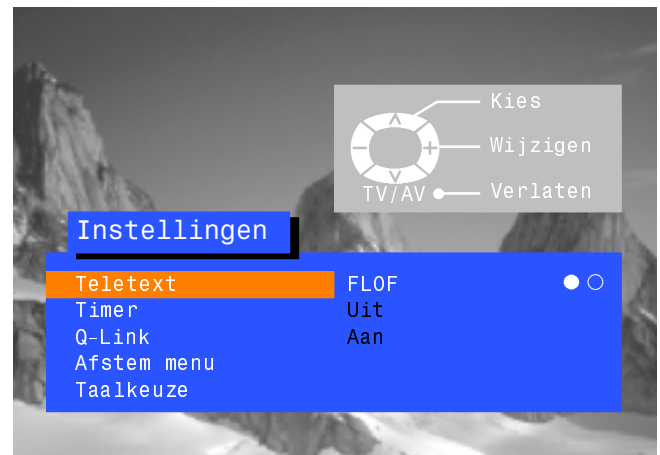 Kies
Wijzigen
TV/AV Verlaten
Instellingen
Teletext FLOF
Timer Uit
Q-Link Aan
Afstem menu
Taalkeuze